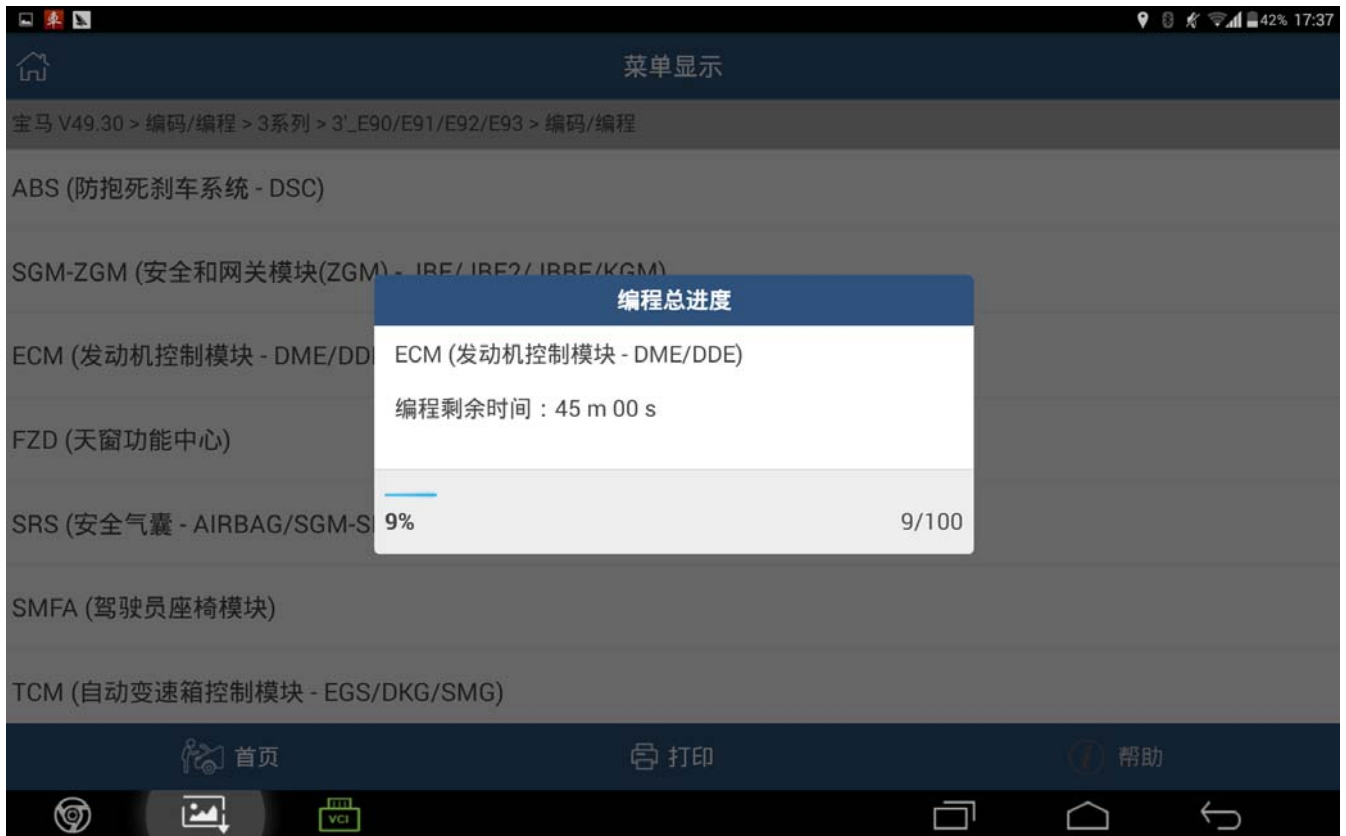 42% 17:37
菜单显示
宝马 V49.30 > 编码/编程 > 3系列 > 3'_E90/E91/E92/E93 > 编码/编程
ABS (防抱死刹车系统 - DSC)
SGM-ZGM (安全和网关模块(ZGM) - JBE/JBE2/JBBE/KGM)
编程总进度
ECM (发动机控制模块 - DME/DD
ECM (发动机控制模块 - DME/DDE)
编程剩余时间：45 m 00 s
FZD (天窗功能中心)
SRS (安全气囊 - AIRBAG/SGM-S
9%
9/100
SMFA (驾驶员座椅模块)
TCM (自动变速箱控制模块 - EGS/DKG/SMG)
首页
打印
帮助
VCI